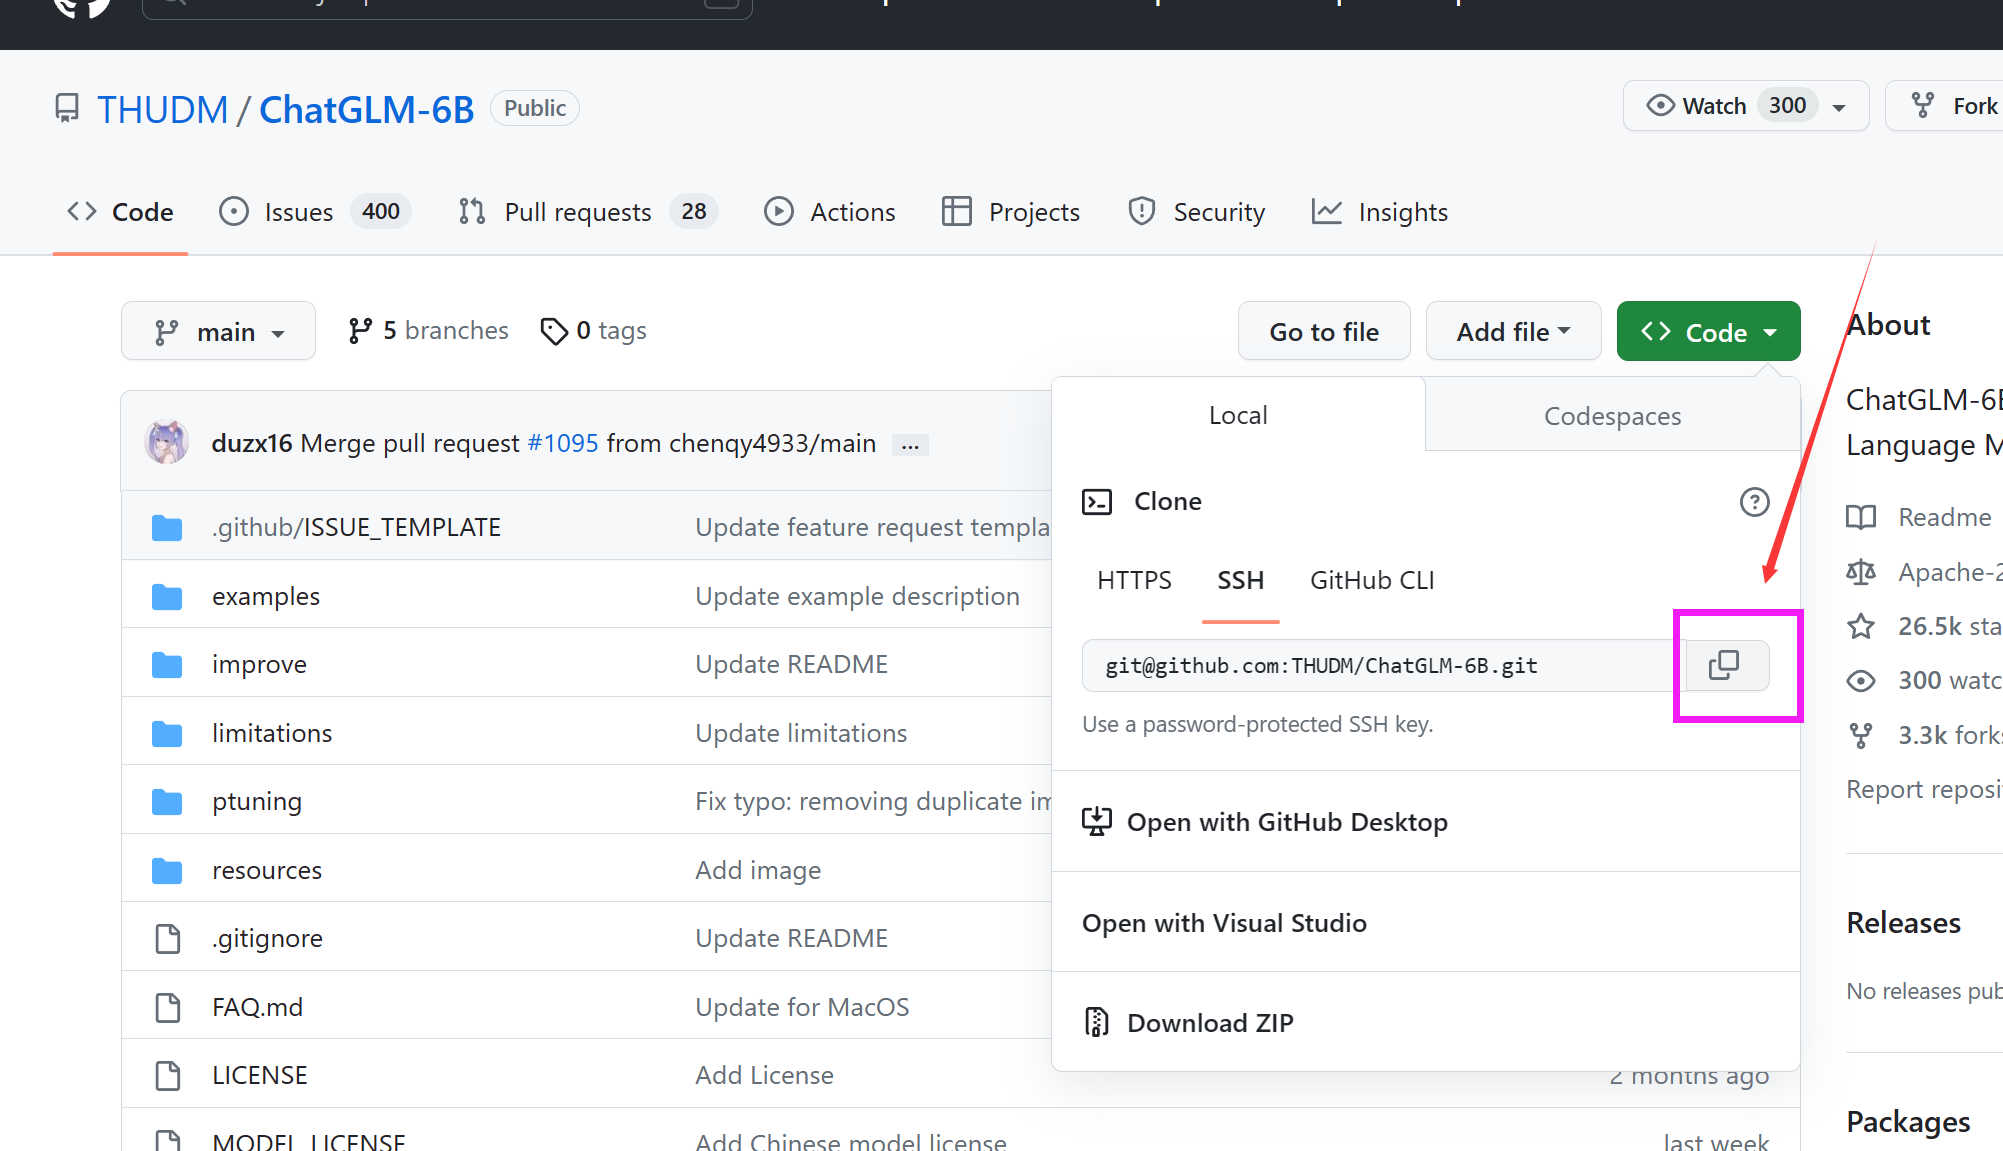 THUDM / ChatGLM-6B Public
Watch 300
Fork
Code
Issues 400
Pull requests 28
Actions
Projects
Security
Insights
main
5 branches
0 tags
Go to file
Add file
Code
About
Local
Codespaces
ChatGLM-6B
Language M
duzx16 Merge pull request #1095 from chenqy4933/main ...
Clone
Readme
.github/ISSUE_TEMPLATE
Update feature request templa
HTTPS
SSH
GitHub CLI
Apache-2
examples
Update example description
26.5k sta
git@github.com:THUDM/ChatGLM-6B.git
improve
Update README
300 watc
Use a password-protected SSH key.
limitations
Update limitations
3.3k forks
Report reposi
ptuning
Fix typo: removing duplicate im
Open with GitHub Desktop
resources
Add image
Open with Visual Studio
Releases
.gitignore
Update README
No releases pub
FAQ.md
Update for MacOS
Download ZIP
LICENSE
Add License
2 months ago
Packages
MODEL_LICENSE
Add Chinese model license
last week